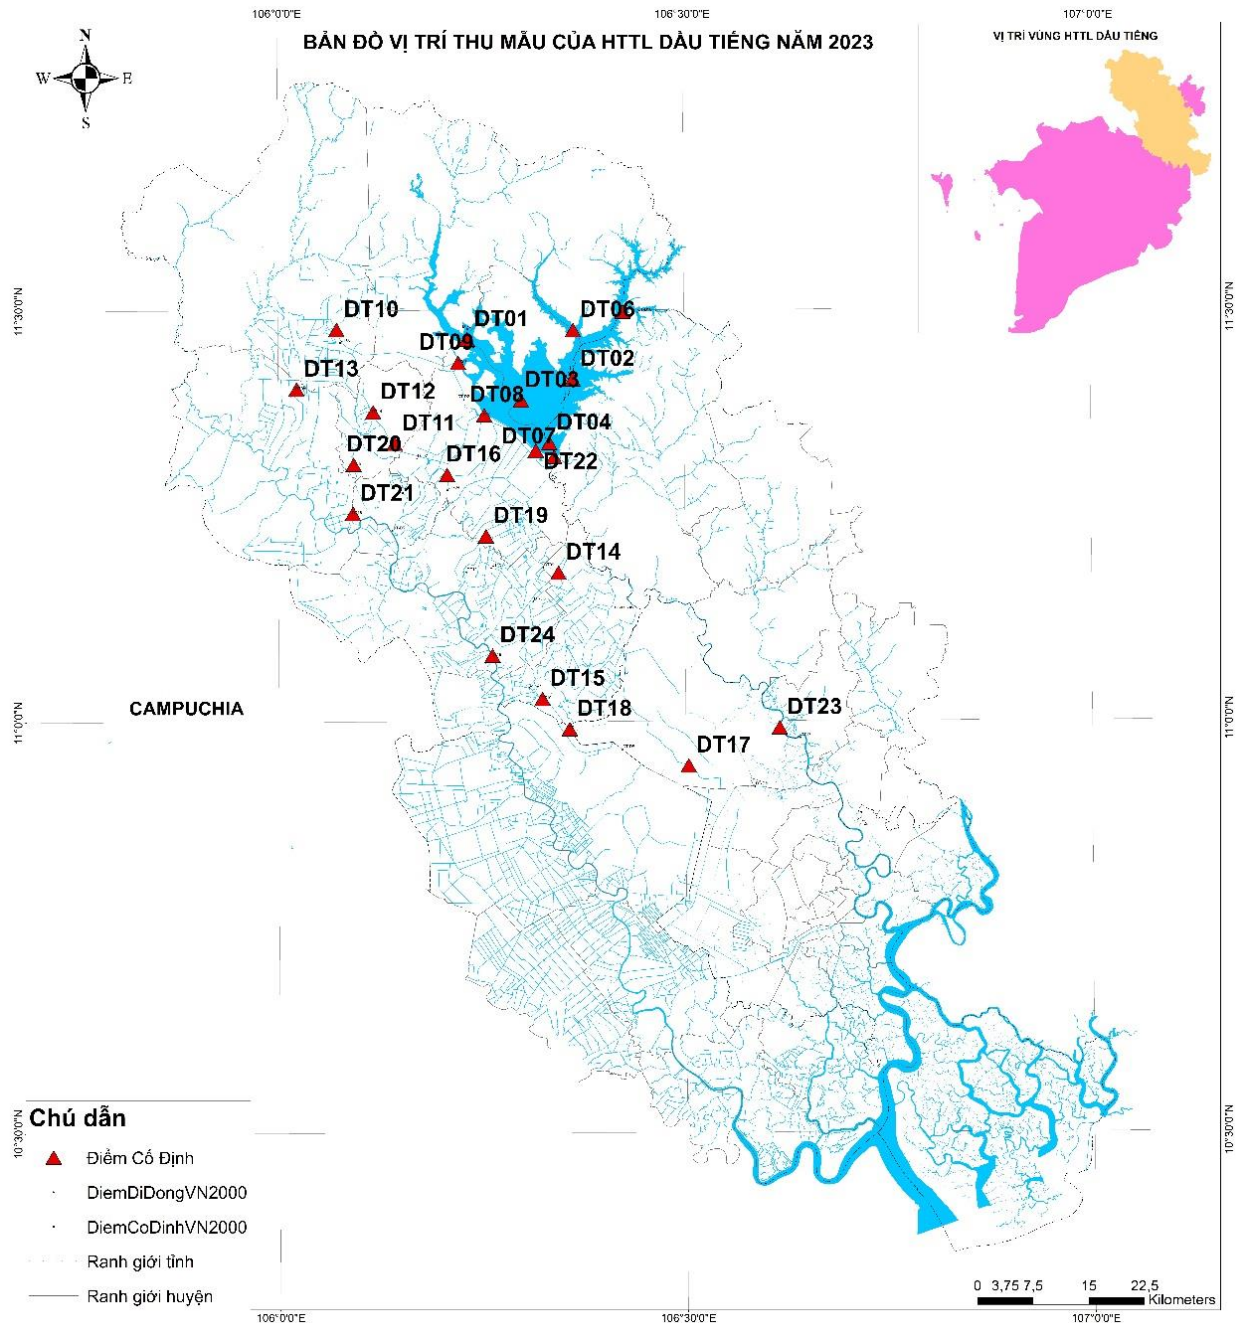 106°0'0"E
106°30'0"E
107°0'0"E
BẢN ĐỒ VỊ TRÍ THU MẪU CỦA HTTL DẦU TIẾNG NĂM 2023
VỊ TRÍ VÙNG HTTL DẦU TIẾNG
N
W
E
S
11°30'0"N
11°30'0"N
DT10
DT01
DT06
DT09
DT02
DT13
DT03
DT12
DT08
DT11
DT04
DT20
DT07
DT16
DT22
DT21
DT19
DT14
DT24
DT15
CAMPUCHIA
DT18
DT23
DT17
11°0'0"N
11°0'0"N
10°30'0"N
10°30'0"N
Chú dẫn
Điểm Cố Định
DiemDiDongVN2000
DiemCoDinhVN2000
Ranh giới tỉnh
Ranh giới huyện
0 3,75 7,5 15 22,5
Kilometers
106°0'0"E
106°30'0"E
107°0'0"E